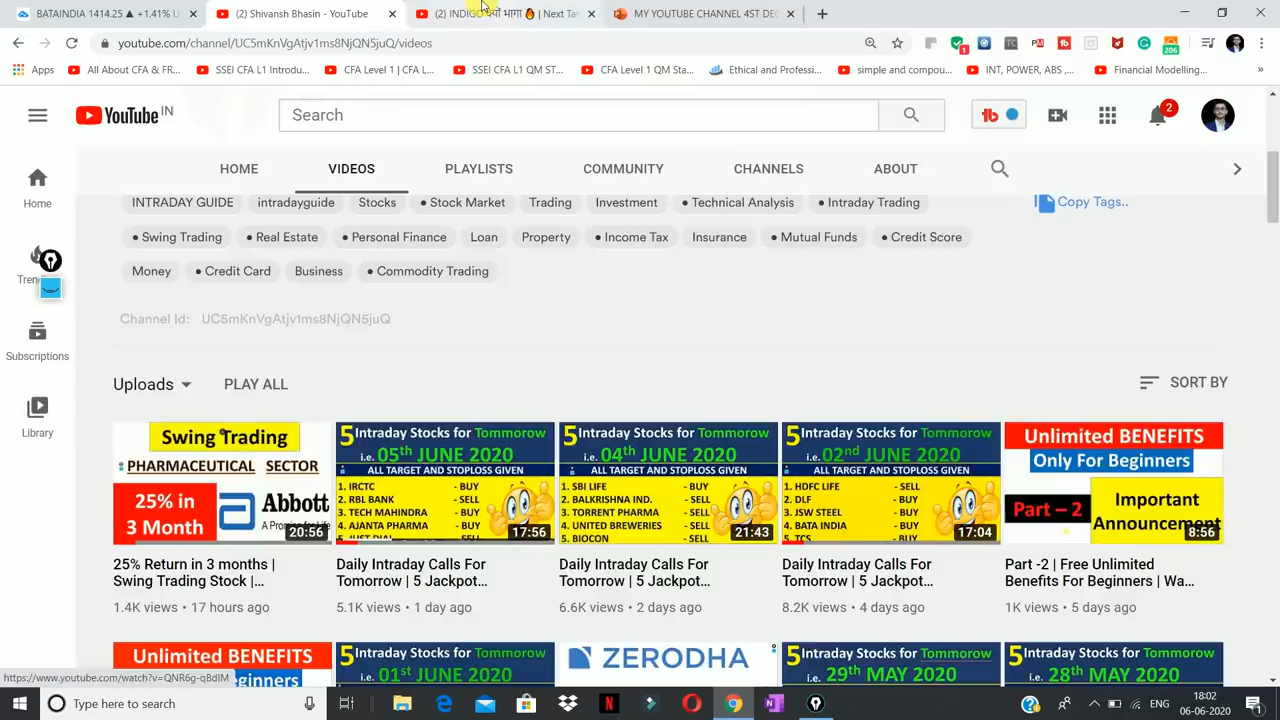 BATAINDIA 1414.25 ▲ +1.41% U
(2) Shivansh Bhasin - YouTube
(2) INDIGO क्यों भागा 🔥 | Next Tar
MY YOUTUBE CHANNEL 4ST DEC
youtube.com/channel/UC5mKnVgAtjv1ms8NjQN5juQ/videos
Apps
All About CFA & FR...
SSEI CFA L1 Introdu...
CFA Level 1 | CFA L...
SSEI CFA L1 QM ST...
CFA Level 1 QM Sta...
Ethical and Professi...
simple and compou...
INT, POWER, ABS ,...
Financial Modelling...
»
YouTube IN
Search
2
HOME
VIDEOS
PLAYLISTS
COMMUNITY
CHANNELS
ABOUT
Home
INTRADAY GUIDE
intradayguide
Stocks
• Stock Market
Trading
Investment
• Technical Analysis
• Intraday Trading
Copy Tags..
• Swing Trading
• Real Estate
• Personal Finance
Loan
Property
• Income Tax
Insurance
• Mutual Funds
• Credit Score
Money
• Credit Card
Business
• Commodity Trading
Channel Id: UC5mKnVgAtjv1ms8NjQN5juQ
Subscriptions
Library
Uploads
PLAY ALL
SORT BY
Swing Trading
PHARMACEUTICAL SECTOR
25% in
3 Month
Abbott
20:56
25% Return in 3 months |
Swing Trading Stock |...
1.4K views • 17 hours ago
5 Intraday Stocks for Tommorow
i.e. 05th JUNE 2020
ALL TARGET AND STOPLOSS GIVEN
1. IRCTC - BUY
2. RBL BANK - SELL
3. TECH MAHINDRA - BUY
4. AJANTA PHARMA - BUY
17:56
Daily Intraday Calls For
Tomorrow | 5 Jackpot...
5.1K views • 1 day ago
5 Intraday Stocks for Tommorow
i.e. 04th JUNE 2020
ALL TARGET AND STOPLOSS GIVEN
1. SBI LIFE - BUY
2. BALKRISHNA IND. - SELL
3. TORRENT PHARMA - SELL
4. UNITED BREWERIES - SELL
5. BIOCON - SELL
21:43
Daily Intraday Calls For
Tomorrow | 5 Jackpot...
6.6K views • 2 days ago
5 Intraday Stocks for Tommorow
i.e. 02nd JUNE 2020
ALL TARGET AND STOPLOSS GIVEN
1. HDFC LIFE - SELL
2. DLF - BUY
3. JSW STEEL - BUY
4. BATA INDIA - BUY
5. TCS
17:04
Daily Intraday Calls For
Tomorrow | 5 Jackpot...
8.2K views • 4 days ago
Unlimited BENEFITS
Only For Beginners
Part – 2
Important
Announcement
8:56
Part -2 | Free Unlimited
Benefits For Beginners | Wa...
1K views • 5 days ago
Unlimited BENEFITS
5 Intraday Stocks for Tommorow
i.e. 01st JUNE 2020
ZERODHA
5 Intraday Stocks for Tommorow
i.e. 29th MAY 2020
5 Intraday Stocks for Tommorow
i.e. 28th MAY 2020
https://www.youtube.com/watch?v=QNR6g-q8dIM
Type here to search
ENG
18:02
06-06-2020